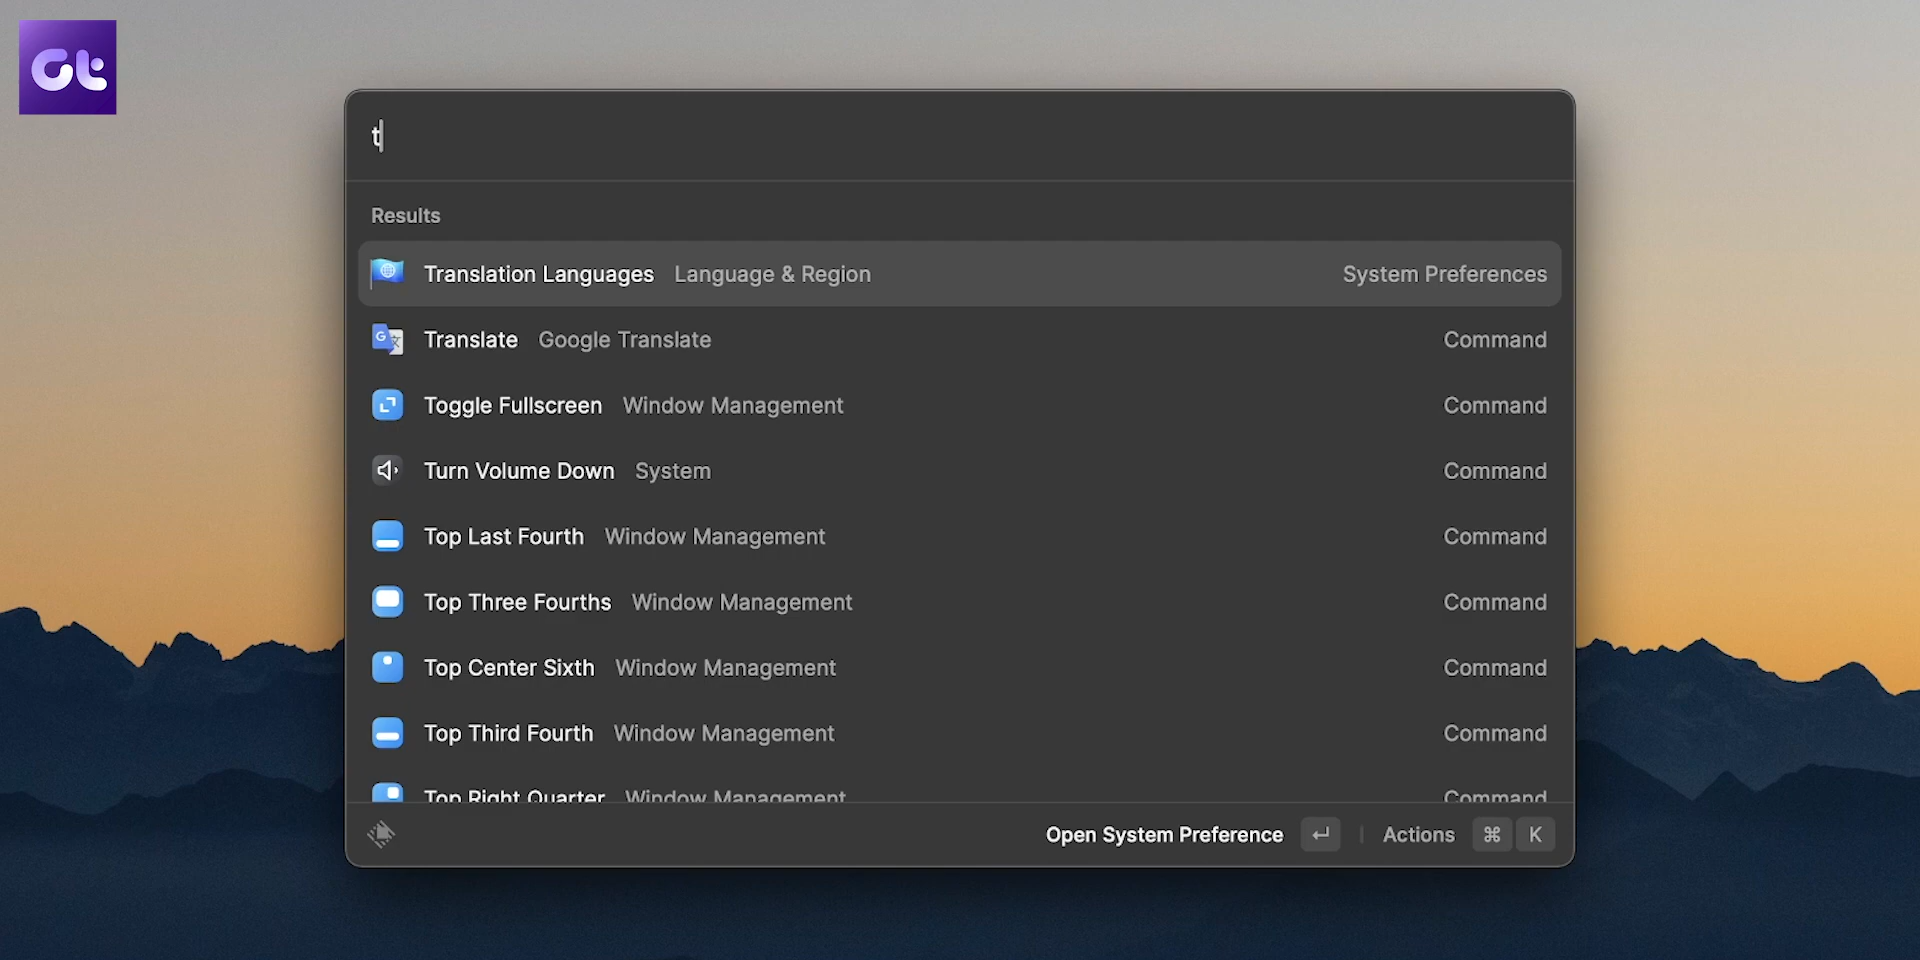 Gt
t
Results
Translation Languages Language & Region System Preferences
Translate Google Translate Command
Toggle Fullscreen Window Management Command
Turn Volume Down System Command
Top Last Fourth Window Management Command
Top Three Fourths Window Management Command
Top Center Sixth Window Management Command
Top Third Fourth Window Management Command
Top Right Quarter Window Management Command
Open System Preference ↵ Actions ⌘ K